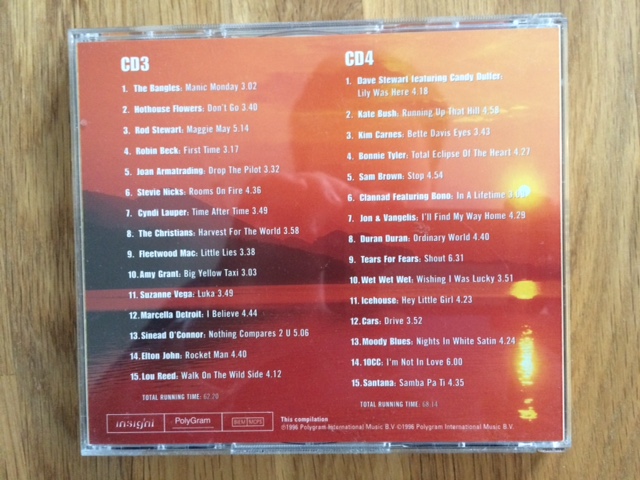 CD3
1. The Bangles: Manic Monday 3.02
2. Hothouse Flowers: Don't Go 3.40
3. Rod Stewart: Maggie May 5.14
4. Robin Beck: First Time 3.17
5. Joan Armatrading: Drop The Pilot 3.32
6. Stevie Nicks: Rooms On Fire 4.36
7. Cyndi Lauper: Time After Time 3.49
8. The Christians: Harvest For The World 3.58
9. Fleetwood Mac: Little Lies 3.38
10. Amy Grant: Big Yellow Taxi 3.03
11. Suzanne Vega: Luka 3.49
12. Marcella Detroit: I Believe 4.44
13. Sinead O'Connor: Nothing Compares 2 U 5.06
14. Elton John: Rocket Man 4.40
15. Lou Reed: Walk On The Wild Side 4.12
TOTAL RUNNING TIME: 62.20
CD4
1. Dave Stewart featuring Candy Dulfer:
Lily Was Here 4.18
2. Kate Bush: Running Up That Hill 4.58
3. Kim Carnes: Bette Davis Eyes 3.43
4. Bonnie Tyler: Total Eclipse Of The Heart 4.27
5. Sam Brown: Stop 4.54
6. Clannad Featuring Bono: In A Lifetime
7. Jon & Vangelis: I'll Find My Way Home 4.29
8. Duran Duran: Ordinary World 4.40
9. Tears For Fears: Shout 6.31
10. Wet Wet Wet: Wishing I Was Lucky 3.51
11. Icehouse: Hey Little Girl 4.23
12. Cars: Drive 3.52
13. Moody Blues: Nights In White Satin 4.24
14. 10CC: I'm Not In Love 6.00
15. Santana: Samba Pa Ti 4.35
TOTAL RUNNING TIME: 68.14
insight PolyGram BIEM/MCPS
This compilation
℗1996 Polygram International Music B.V ©1996 Polygram International Music B.V.